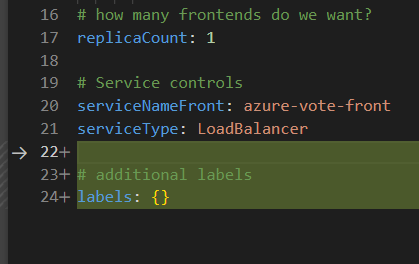 16 # how many frontends do we want?
17 replicaCount: 1
18
19 # Service controls
20 serviceNameFront: azure-vote-front
21 serviceType: LoadBalancer
22+
23+ # additional labels
24+ labels: {}